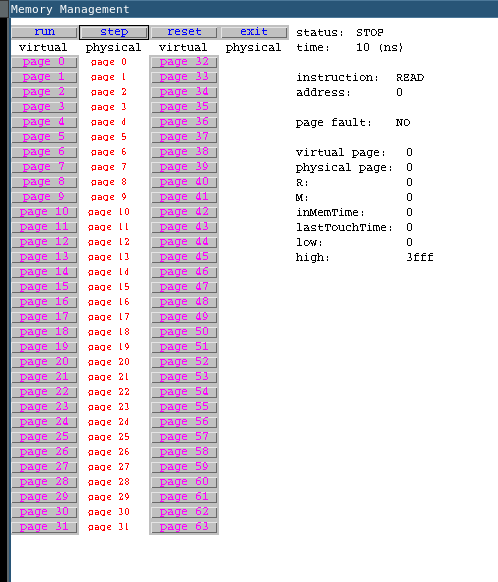 Memory Management
run step reset exit status: STOP
virtual physical virtual physical time: 10 (ns)
page 0 page 0 page 32
page 1 page 1 page 33 instruction: READ
page 2 page 2 page 34 address: 0
page 3 page 3 page 35
page 4 page 4 page 36 page fault: NO
page 5 page 5 page 37
page 6 page 6 page 38 virtual page: 0
page 7 page 7 page 39 physical page: 0
page 8 page 8 page 40 R: 0
page 9 page 9 page 41 M: 0
page 10 page 10 page 42 inMemTime: 0
page 11 page 11 page 43 lastTouchTime: 0
page 12 page 12 page 44 low: 0
page 13 page 13 page 45 high: 3fff
page 14 page 14 page 46
page 15 page 15 page 47
page 16 page 16 page 48
page 17 page 17 page 49
page 18 page 18 page 50
page 19 page 19 page 51
page 20 page 20 page 52
page 21 page 21 page 53
page 22 page 22 page 54
page 23 page 23 page 55
page 24 page 24 page 56
page 25 page 25 page 57
page 26 page 26 page 58
page 27 page 27 page 59
page 28 page 28 page 60
page 29 page 29 page 61
page 30 page 30 page 62
page 31 page 31 page 63